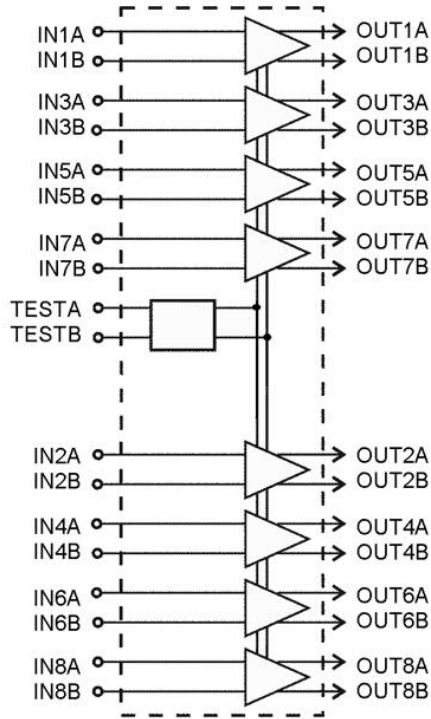 IN1A OUT1A
IN1B OUT1B
IN3A OUT3A
IN3B OUT3B
IN5A OUT5A
IN5B OUT5B
IN7A OUT7A
IN7B OUT7B
TESTA
TESTB
IN2A OUT2A
IN2B OUT2B
IN4A OUT4A
IN4B OUT4B
IN6A OUT6A
IN6B OUT6B
IN8A OUT8A
IN8B OUT8B